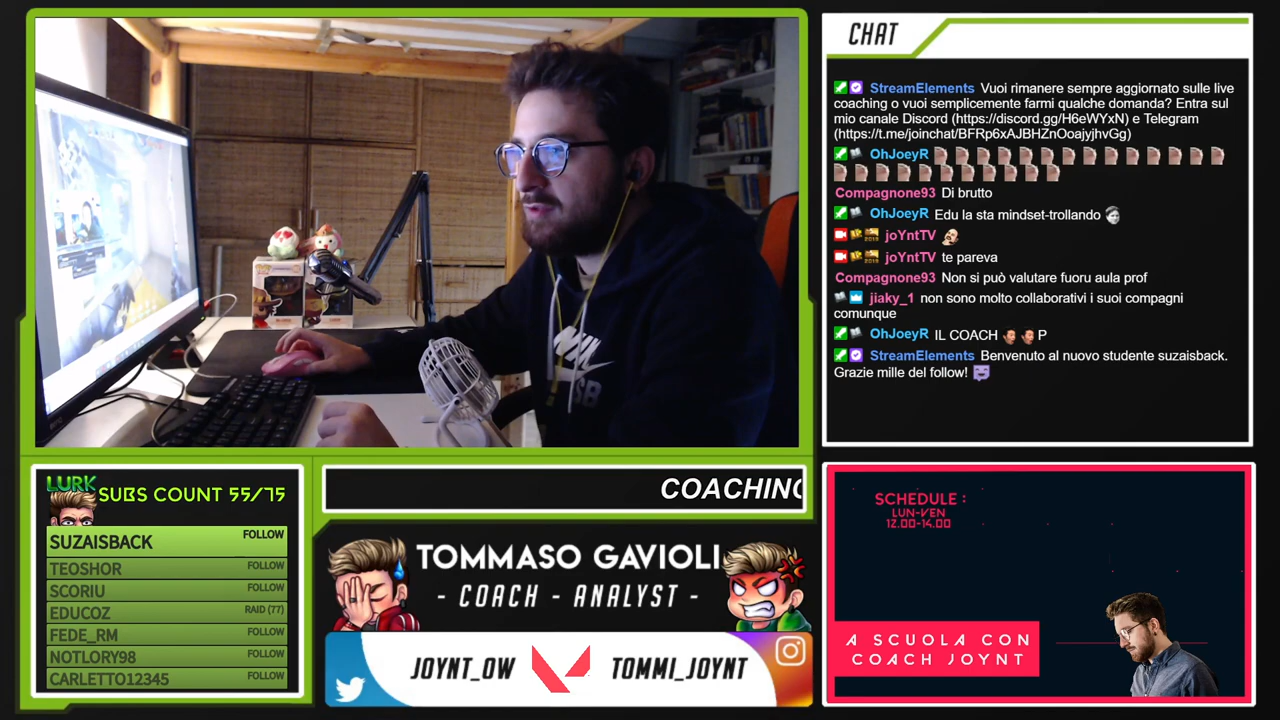 CHAT
StreamElements Vuoi rimanere sempre aggiornato sulle live
coaching o vuoi semplicemente farmi qualche domanda? Entra sul
mio canale Discord (https://discord.gg/H6eWYxN) e Telegram
(https://t.me/joinchat/BFRp6xAJBHZnOoajyjhvGg)
OhJoeyR
Compagnone93 Di brutto
OhJoeyR Edu la sta mindset-trollando
joYntTV
joYntTV te pareva
Compagnone93 Non si può valutare fuoru aula prof
jiaky_1 non sono molto collaborativi i suoi compagni
comunque
OhJoeyR IL COACH P
StreamElements Benvenuto al nuovo studente suzaisback.
Grazie mille del follow!
LURK
SUBS COUNT 55/75
SUZAISBACK FOLLOW
TEOSHOR FOLLOW
SCORIU FOLLOW
EDUCOZ RAID (77)
FEDE_RM FOLLOW
NOTLORY98 FOLLOW
CARLETTO12345 FOLLOW
COACHING
TOMMASO GAVIOLI
- COACH - ANALYST -
JOYNT_OW TOMMI_JOYNT
SCHEDULE :
LUN-VEN
12.00-14.00
A SCUOLA CON
COACH JOYNT
SB